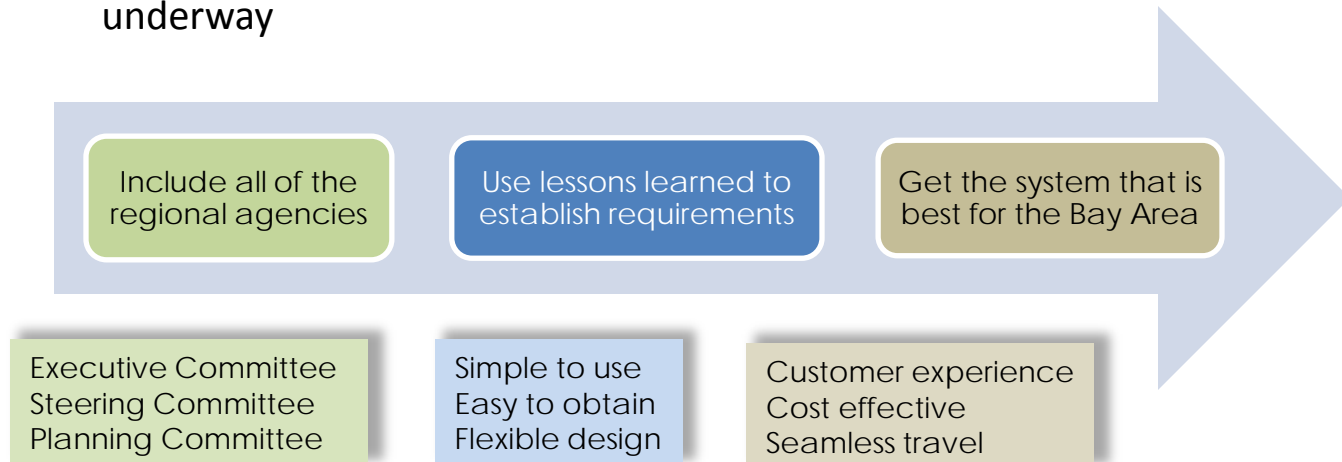 underway
Include all of the
regional agencies
Use lessons learned to
establish requirements
Get the system that is
best for the Bay Area
Executive Committee
Steering Committee
Planning Committee
Simple to use
Easy to obtain
Flexible design
Customer experience
Cost effective
Seamless travel